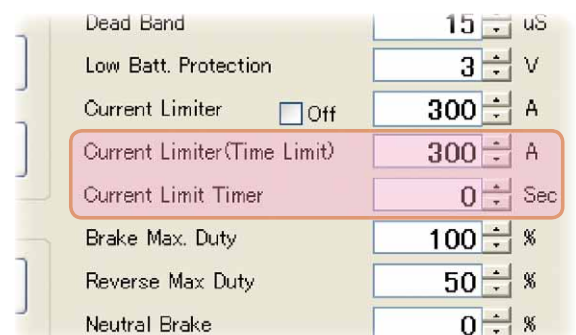 Dead Band 15 uS
Low Batt. Protection 3 V
Current Limiter Off 300 A
Current Limiter(Time Limit) 300 A
Current Limit Timer 0 Sec
Brake Max. Duty 100 %
Reverse Max Duty 50 %
Neutral Brake 0 %